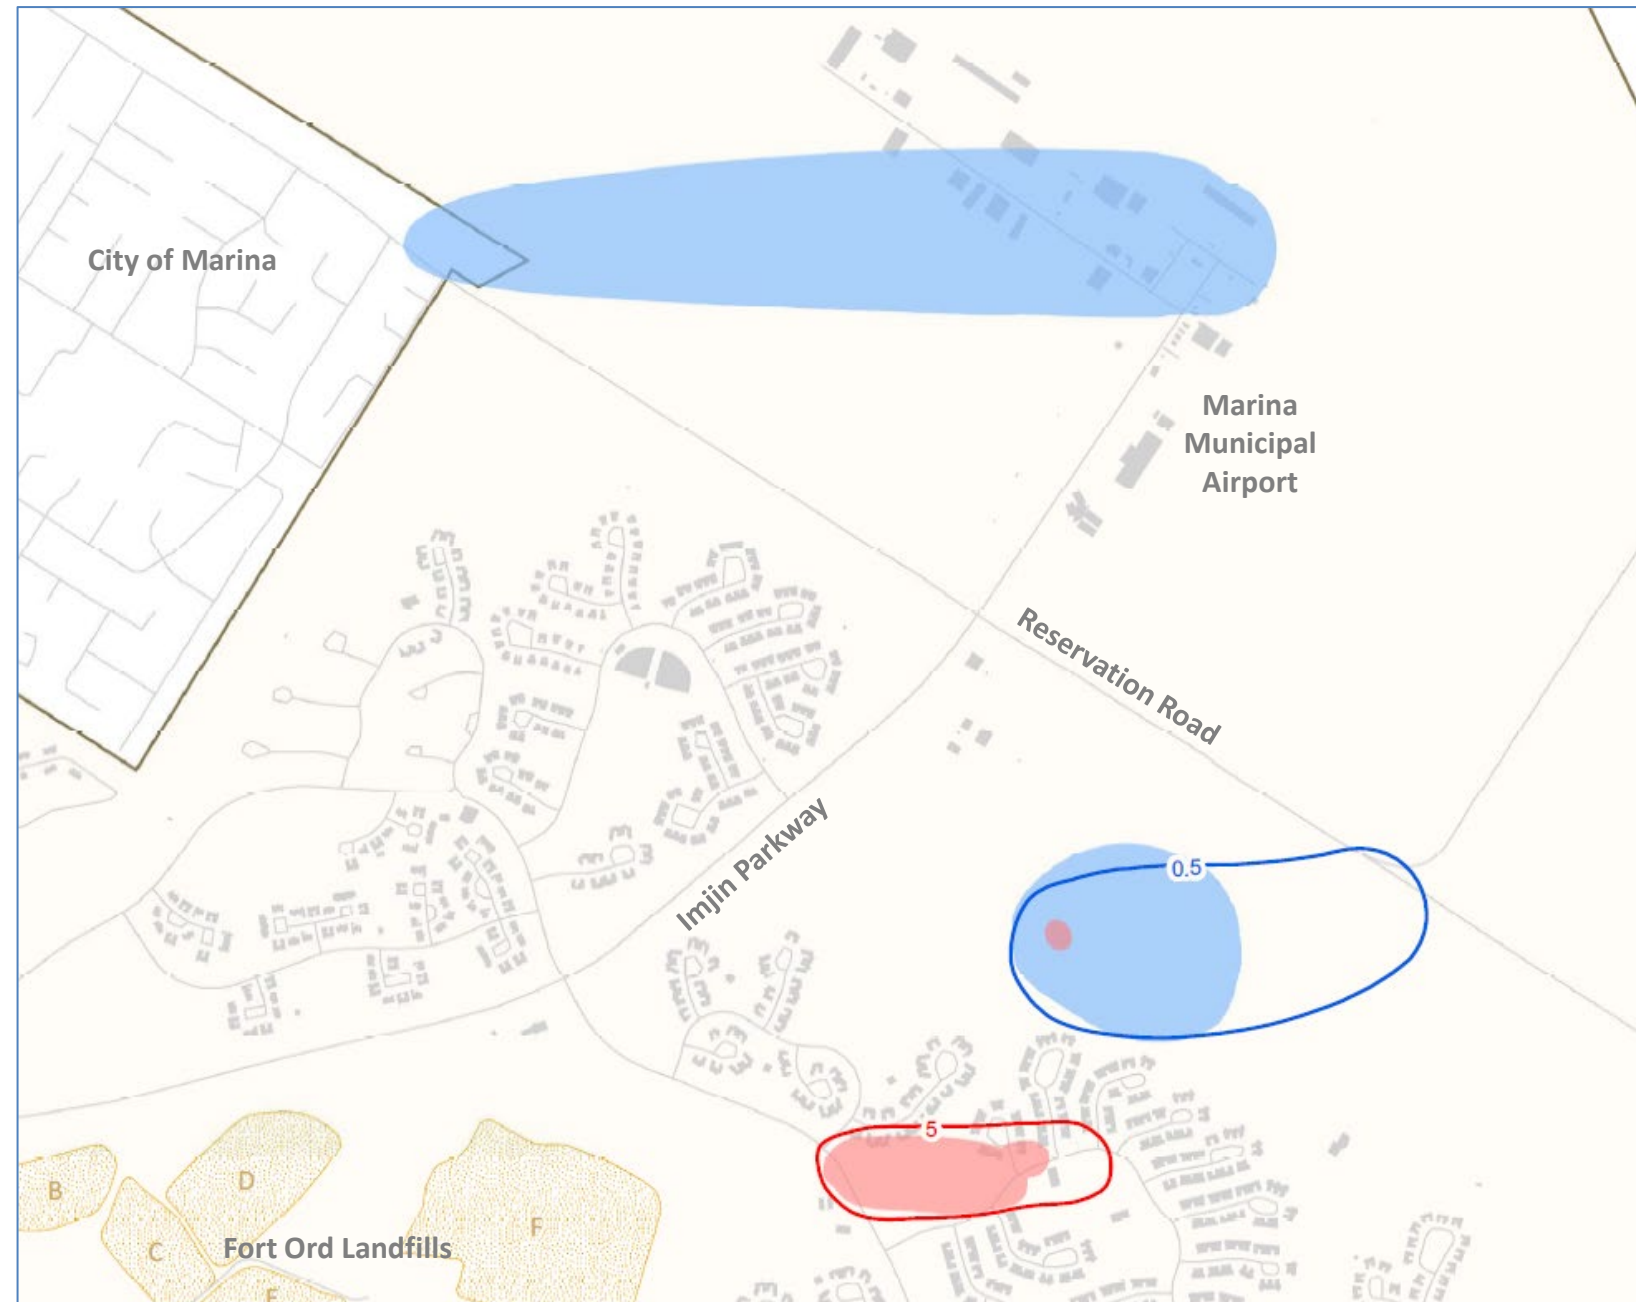 City of Marina
Marina
Municipal
Airport
Reservation Road
Imjin Parkway
0.5
5
B
D
C
F
Fort Ord Landfills
E